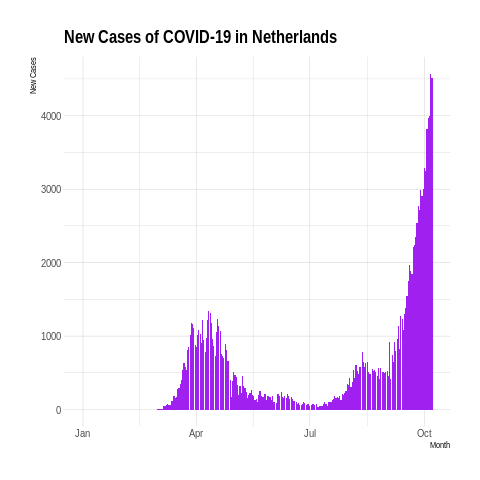 New Cases of COVID-19 in Netherlands
New Cases
4000
3000
2000
1000
0
Jan Apr Jul Oct
Month